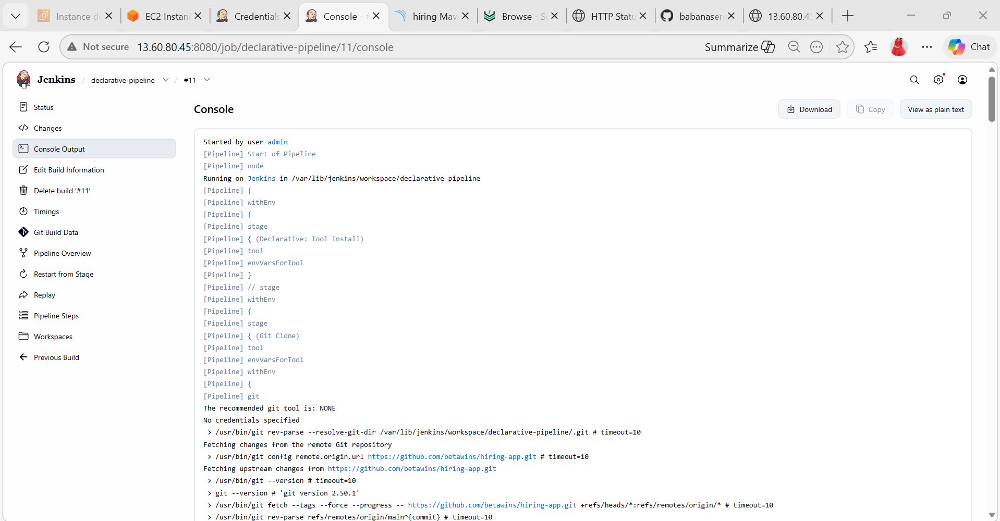 Instance de
EC2 Instanc
Credentials
Console - #
hiring Mav
Browse - S
HTTP Statu
babanaser
13.60.80.45
Not secure 13.60.80.45:8080/job/declarative-pipeline/11/console
Summarize
Chat
Jenkins / declarative-pipeline / #11
Status
Changes
Console Output
Edit Build Information
Delete build ‘#11’
Timings
Git Build Data
Pipeline Overview
Restart from Stage
Replay
Pipeline Steps
Workspaces
Previous Build
Console
Download
Copy
View as plain text
Started by user admin
[Pipeline] Start of Pipeline
[Pipeline] node
Running on Jenkins in /var/lib/jenkins/workspace/declarative-pipeline
[Pipeline] {
[Pipeline] withEnv
[Pipeline] {
[Pipeline] stage
[Pipeline] { (Declarative: Tool Install)
[Pipeline] tool
[Pipeline] envVarsForTool
[Pipeline] }
[Pipeline] // stage
[Pipeline] withEnv
[Pipeline] {
[Pipeline] stage
[Pipeline] { (Git Clone)
[Pipeline] tool
[Pipeline] envVarsForTool
[Pipeline] withEnv
[Pipeline] {
[Pipeline] git
The recommended git tool is: NONE
No credentials specified
> /usr/bin/git rev-parse --resolve-git-dir /var/lib/jenkins/workspace/declarative-pipeline/.git # timeout=10
Fetching changes from the remote Git repository
> /usr/bin/git config remote.origin.url https://github.com/betawins/hiring-app.git # timeout=10
Fetching upstream changes from https://github.com/betawins/hiring-app.git
> /usr/bin/git --version # timeout=10
> git --version # 'git version 2.50.1'
> /usr/bin/git fetch --tags --force --progress -- https://github.com/betawins/hiring-app.git +refs/heads/*:refs/remotes/origin/* # timeout=10
> /usr/bin/git rev-parse refs/remotes/origin/main^{commit} # timeout=10